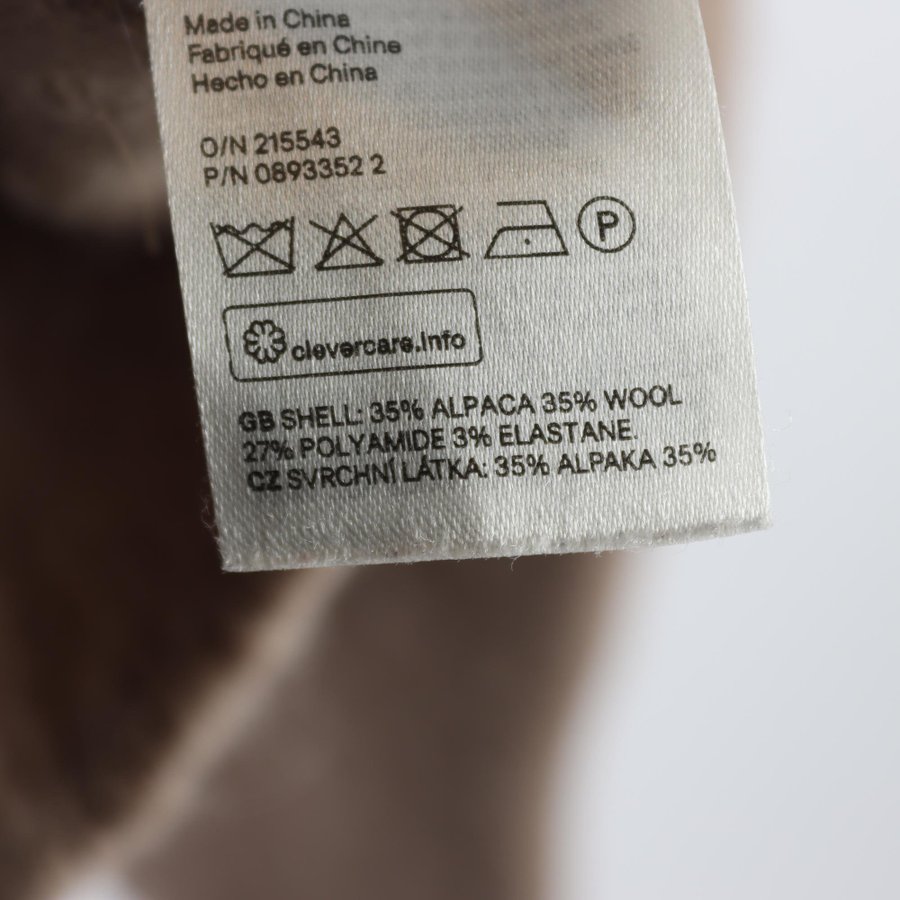 Made in China
Fabriqué en Chine
Hecho en China
O/N 215543
P/N 0893352 2
P
clevercare.info
GB SHELL: 35% ALPACA 35% WOOL
27% POLYAMIDE 3% ELASTANE.
CZ SVRCHNÍ LÁTKA: 35% ALPAKA 35%